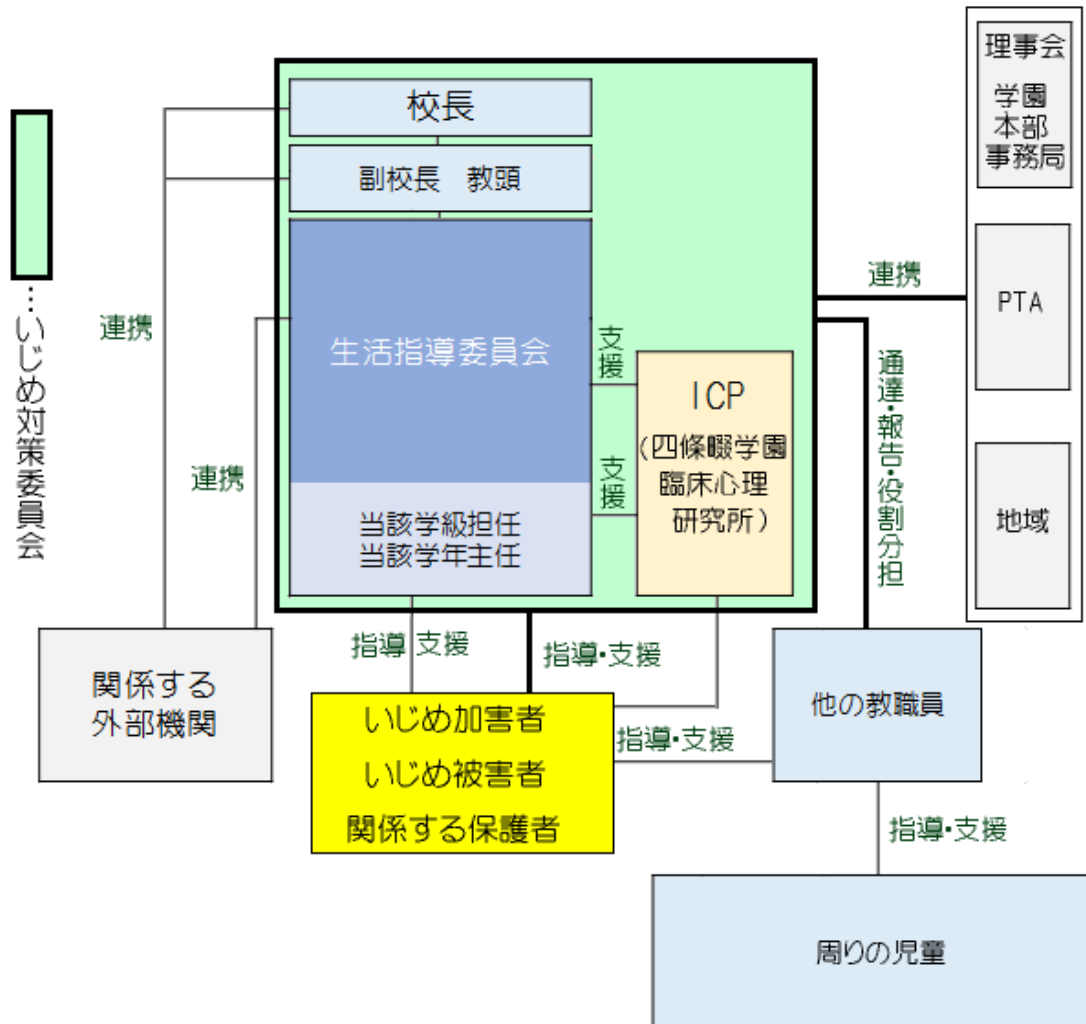 理事会
学園
本部
事務局
校長
副校長 教頭
連携
PTA
…いじめ対策委員会
連携
生活指導委員会
支援
ICP
(四條畷学園
臨床心理
研究所)
通達・報告・役割分担
連携
支援
当該学級担任
当該学年主任
地域
指導 支援
指導・支援
関係する
外部機関
いじめ加害者
いじめ被害者
関係する保護者
指導・支援
他の教職員
指導・支援
周りの児童